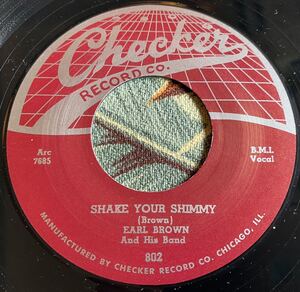 Checker
RECORD CO.
Arc
7685
B.M.I.
Vocal
SHAKE YOUR SHIMMY
(Brown)
EARL BROWN
And His Band
802
MANUFACTURED BY CHECKER RECORD CO. CHICAGO, ILL.